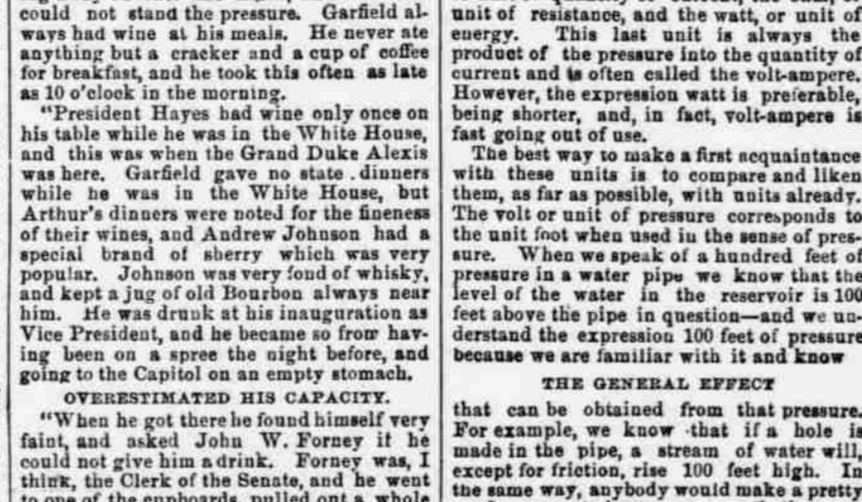 could not stand the pressure. Garfield al-
ways had wine at his meals. He never ate
anything but a cracker and a cup of coffee
for breakfast, and he took this often as late
as 10 o'clock in the morning.
"President Hayes had wine only once on
his table while he was in the White House,
and this was when the Grand Duke Alexis
was here. Garfield gave no state . dinners
while he was in the White House, but
Arthur's dinners were noted for the fineness
of their wines, and Andrew Johnson had a
special brand of sherry which was very
popular. Johnson was very fond of whisky,
and kept a jug of old Bourbon always near
him. He was drunk at his inauguration as
Vice President, and he became so from hav-
ing been on a spree the night before, and
going to the Capitol on an empty stomach.
OVERESTIMATED HIS CAPACITY.
"When he got there he found himself very
faint, and asked John W. Forney if he
could not give him a drink. Forney was, I
think, the Clerk of the Senate, and he went
to one of the cupboards, pulled out a whole
unit of resistance, and the watt, or unit of
energy. This last unit is always the
product of the pressure into the quantity of
current and is often called the volt-ampere.
However, the expression watt is preferable,
being shorter, and, in fact, volt-ampere is
fast going out of use.
The best way to make a first acquaintance
with these units is to compare and liken
them, as far as possible, with units already.
The volt or unit of pressure corresponds to
the unit foot when used in the sense of pres-
sure. When we speak of a hundred feet of
pressure in a water pipe we know that the
level of the water in the reservoir is 100
feet above the pipe in question—and we un-
derstand the expression 100 feet of pressure
because we are familiar with it and know
THE GENERAL EFFECT
that can be obtained from that pressure.
For example, we know that if a hole is
made in the pipe, a stream of water will,
except for friction, rise 100 feet high. In
the same way, anybody would make a pretty